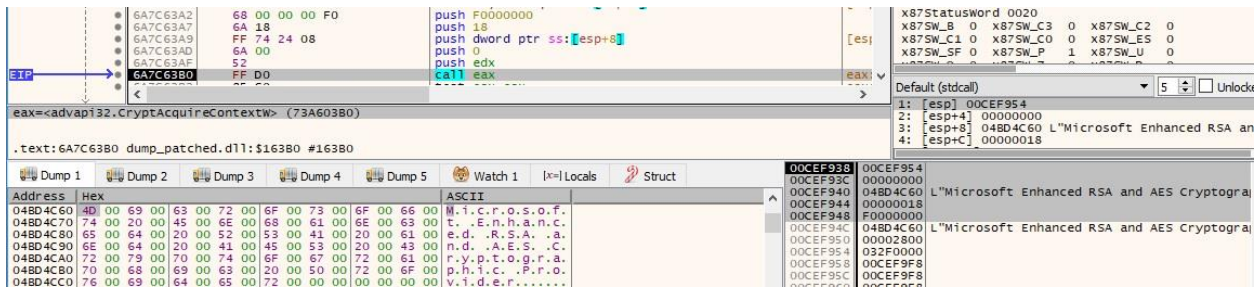 6A7C63A2 68 00 00 00 F0 push F0000000
6A7C63A7 6A 18 push 18
6A7C63A9 FF 74 24 08 push dword ptr ss:[esp+8] [esp
6A7C63AD 6A 00 push 0
6A7C63AF 52 push edx
EIP 6A7C63B0 FF D0 call eax eax:
eax=<advapi32.CryptAcquireContextW> (73A603B0)
.text:6A7C63B0 dump_patched.dll:$163B0 #163B0
x87StatusWord 0020
x87SW_B 0 x87SW_C3 0 x87SW_C2 0
x87SW_C1 0 x87SW_C0 0 x87SW_ES 0
x87SW_SF 0 x87SW_P 1 x87SW_U 0
Default (stdcall) 5 Unlocke
1: [esp] 00CEF954
2: [esp+4] 00000000
3: [esp+8] 04BD4C60 L"Microsoft Enhanced RSA an
4: [esp+C] 00000018
Dump 1 Dump 2 Dump 3 Dump 4 Dump 5 Watch 1 [x=] Locals Struct
Address Hex ASCII
04BD4C60 4D 00 69 00 63 00 72 00 6F 00 73 00 6F 00 66 00 M.i.c.r.o.s.o.f.
04BD4C70 74 00 20 00 45 00 6E 00 68 00 61 00 6E 00 63 00 t. .E.n.h.a.n.c.
04BD4C80 65 00 64 00 20 00 52 00 53 00 41 00 20 00 61 00 e.d. .R.S.A. .a.
04BD4C90 6E 00 64 00 20 00 41 00 45 00 53 00 20 00 43 00 n.d. .A.E.S. .C.
04BD4CA0 72 00 79 00 70 00 74 00 6F 00 67 00 72 00 61 00 r.y.p.t.o.g.r.a.
04BD4CB0 70 00 68 00 69 00 63 00 20 00 50 00 72 00 6F 00 p.h.i.c. .P.r.o.
04BD4CC0 76 00 69 00 64 00 65 00 72 00 00 00 00 00 00 00 v.i.d.e.r.......
00CEF938 00CEF954
00CEF93C 00000000
00CEF940 04BD4C60 L"Microsoft Enhanced RSA and AES Cryptogra
00CEF944 00000018
00CEF948 F0000000
00CEF94C 04BD4C60 L"Microsoft Enhanced RSA and AES Cryptogra
00CEF950 00002800
00CEF954 032F0000
00CEF958 00CEF9F8
00CEF95C 00CEF9F8